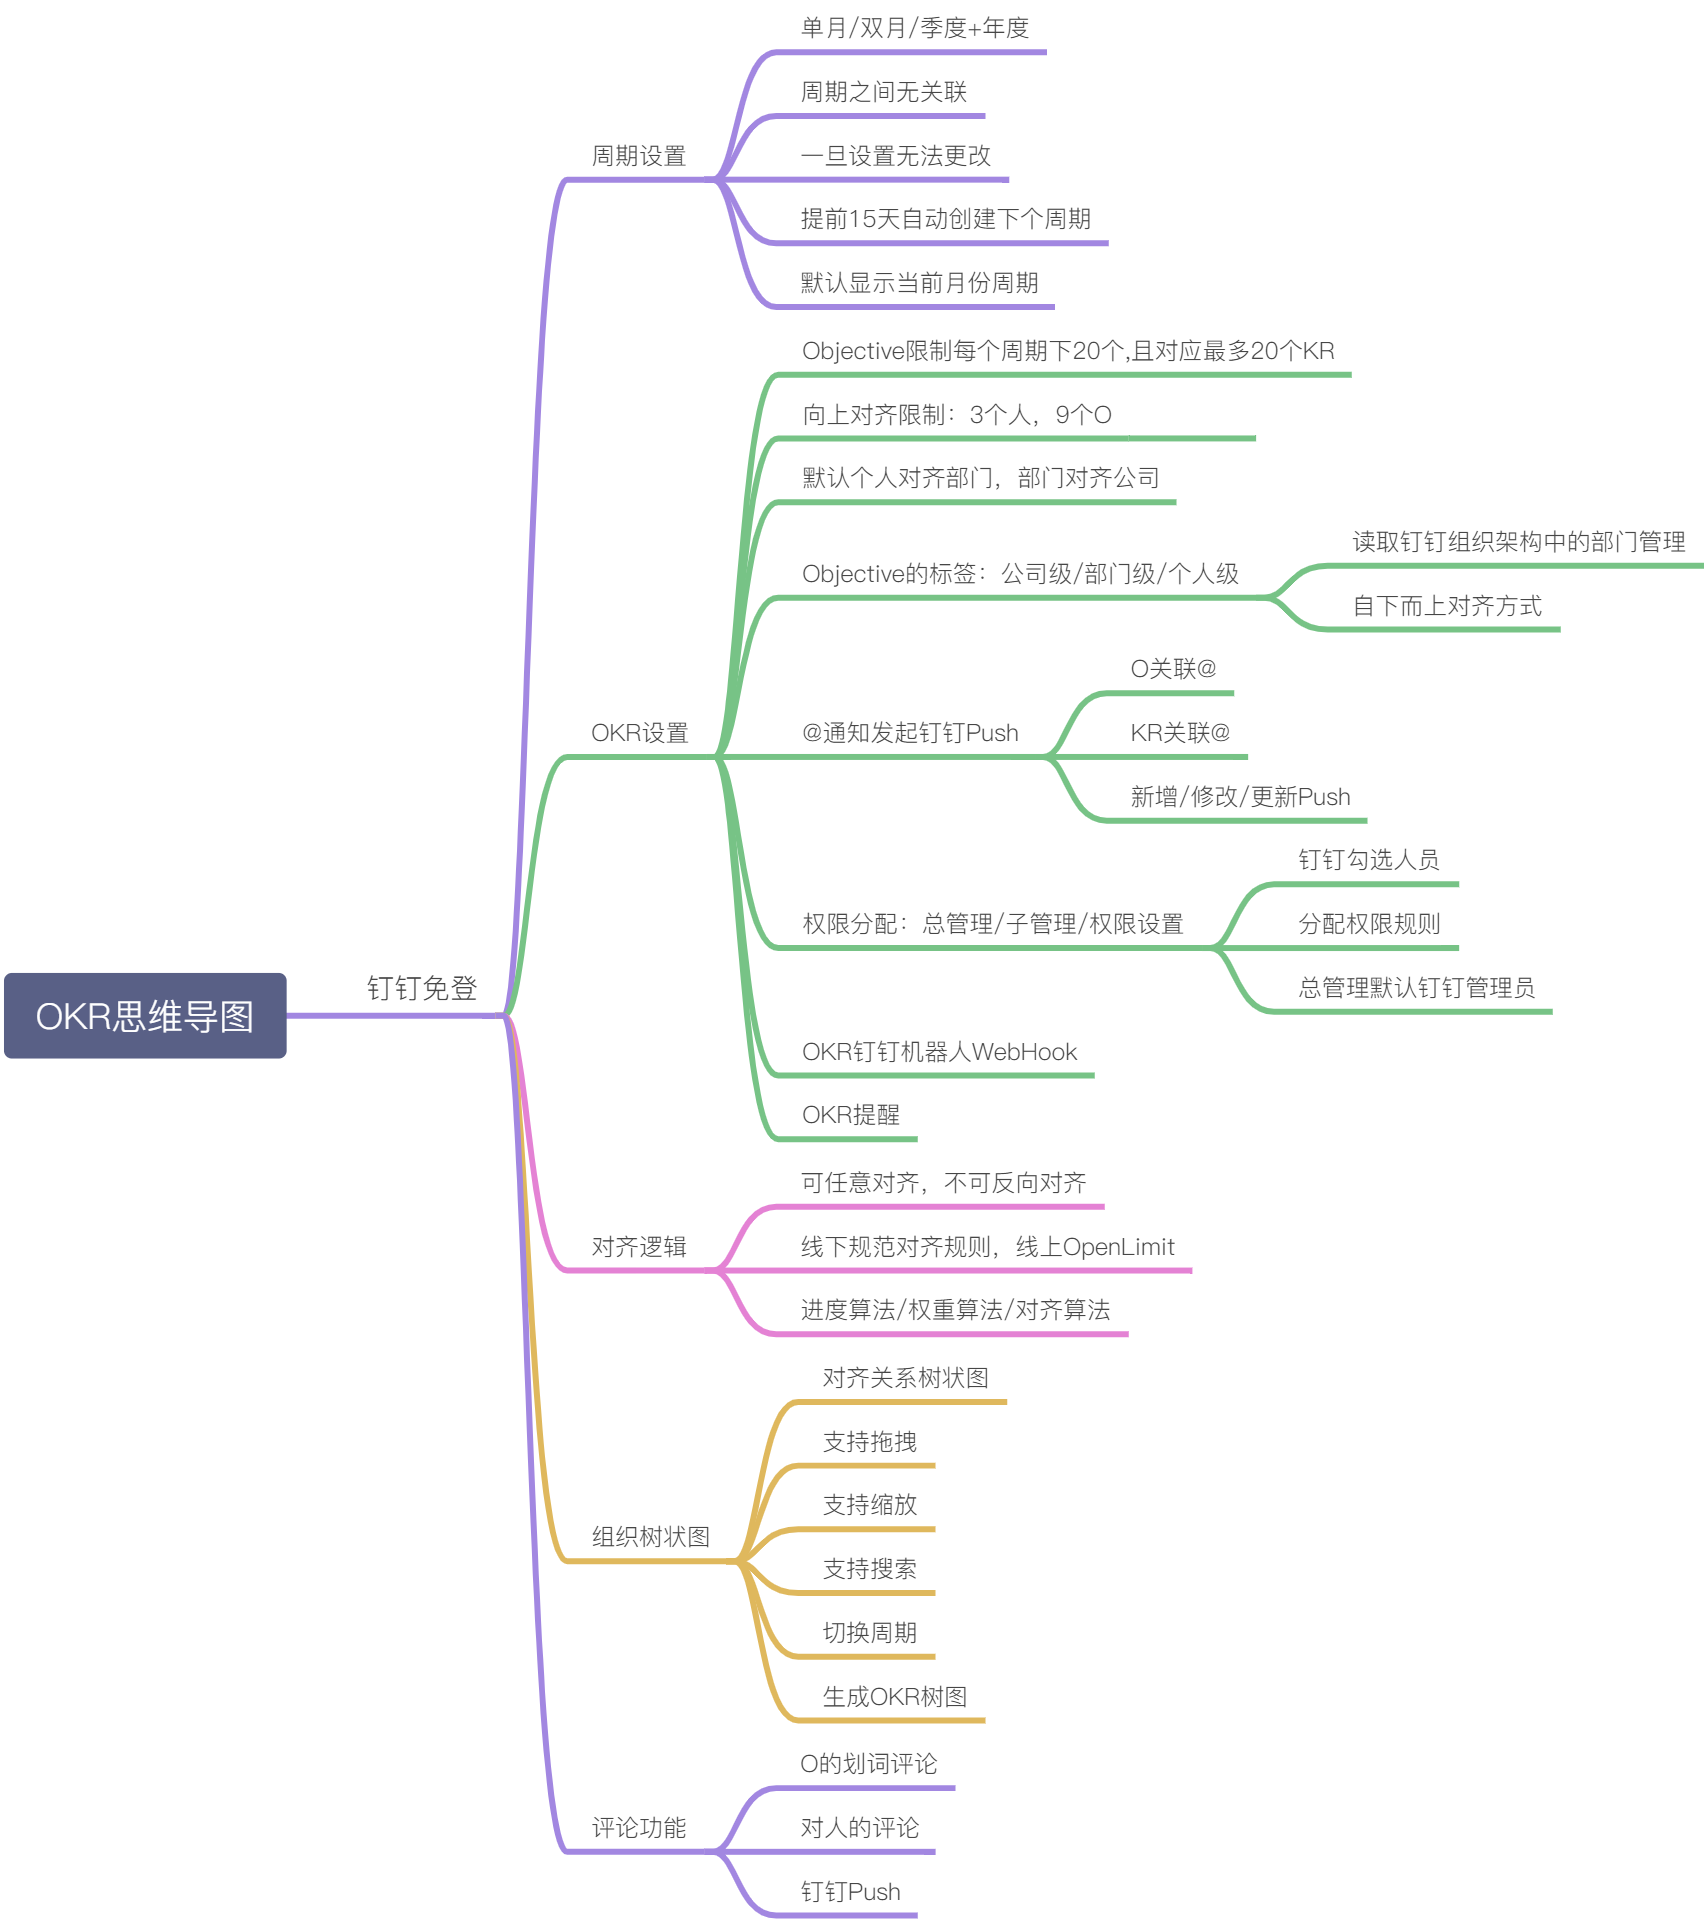 OKR思维导图
钉钉免登
周期设置
单月/双月/季度+年度
周期之间无关联
一旦设置无法更改
提前15天自动创建下个周期
默认显示当前月份周期
OKR设置
Objective限制每个周期下20个,且对应最多20个KR
向上对齐限制：3个人，9个O
默认个人对齐部门，部门对齐公司
Objective的标签：公司级/部门级/个人级
读取钉钉组织架构中的部门管理
自下而上对齐方式
@通知发起钉钉Push
O关联@
KR关联@
新增/修改/更新Push
权限分配：总管理/子管理/权限设置
钉钉勾选人员
分配权限规则
总管理默认钉钉管理员
OKR钉钉机器人WebHook
OKR提醒
对齐逻辑
可任意对齐，不可反向对齐
线下规范对齐规则，线上OpenLimit
进度算法/权重算法/对齐算法
组织树状图
对齐关系树状图
支持拖拽
支持缩放
支持搜索
切换周期
生成OKR树图
评论功能
O的划词评论
对人的评论
钉钉Push